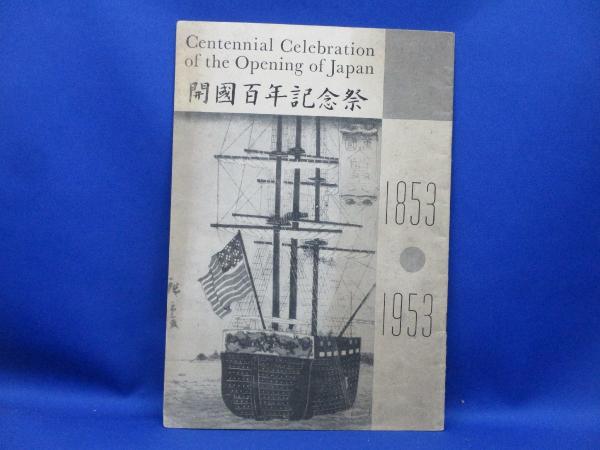 Centennial Celebration
of the Opening of Japan
開國百年記念祭
1853
1953